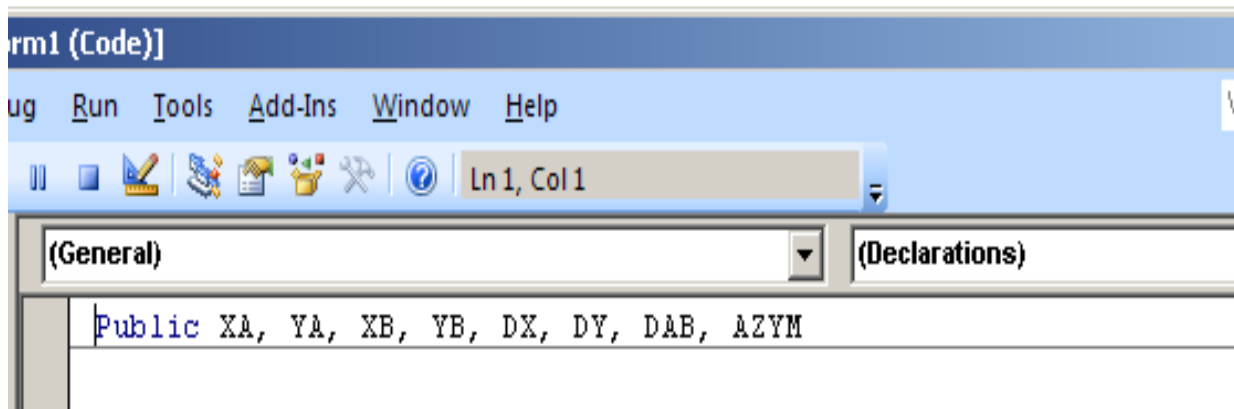 orm1 (Code)]
ug Run Tools Add-Ins Window Help
Ln 1, Col 1
(General) (Declarations)
Public XA, YA, XB, YB, DX, DY, DAB, AZYM